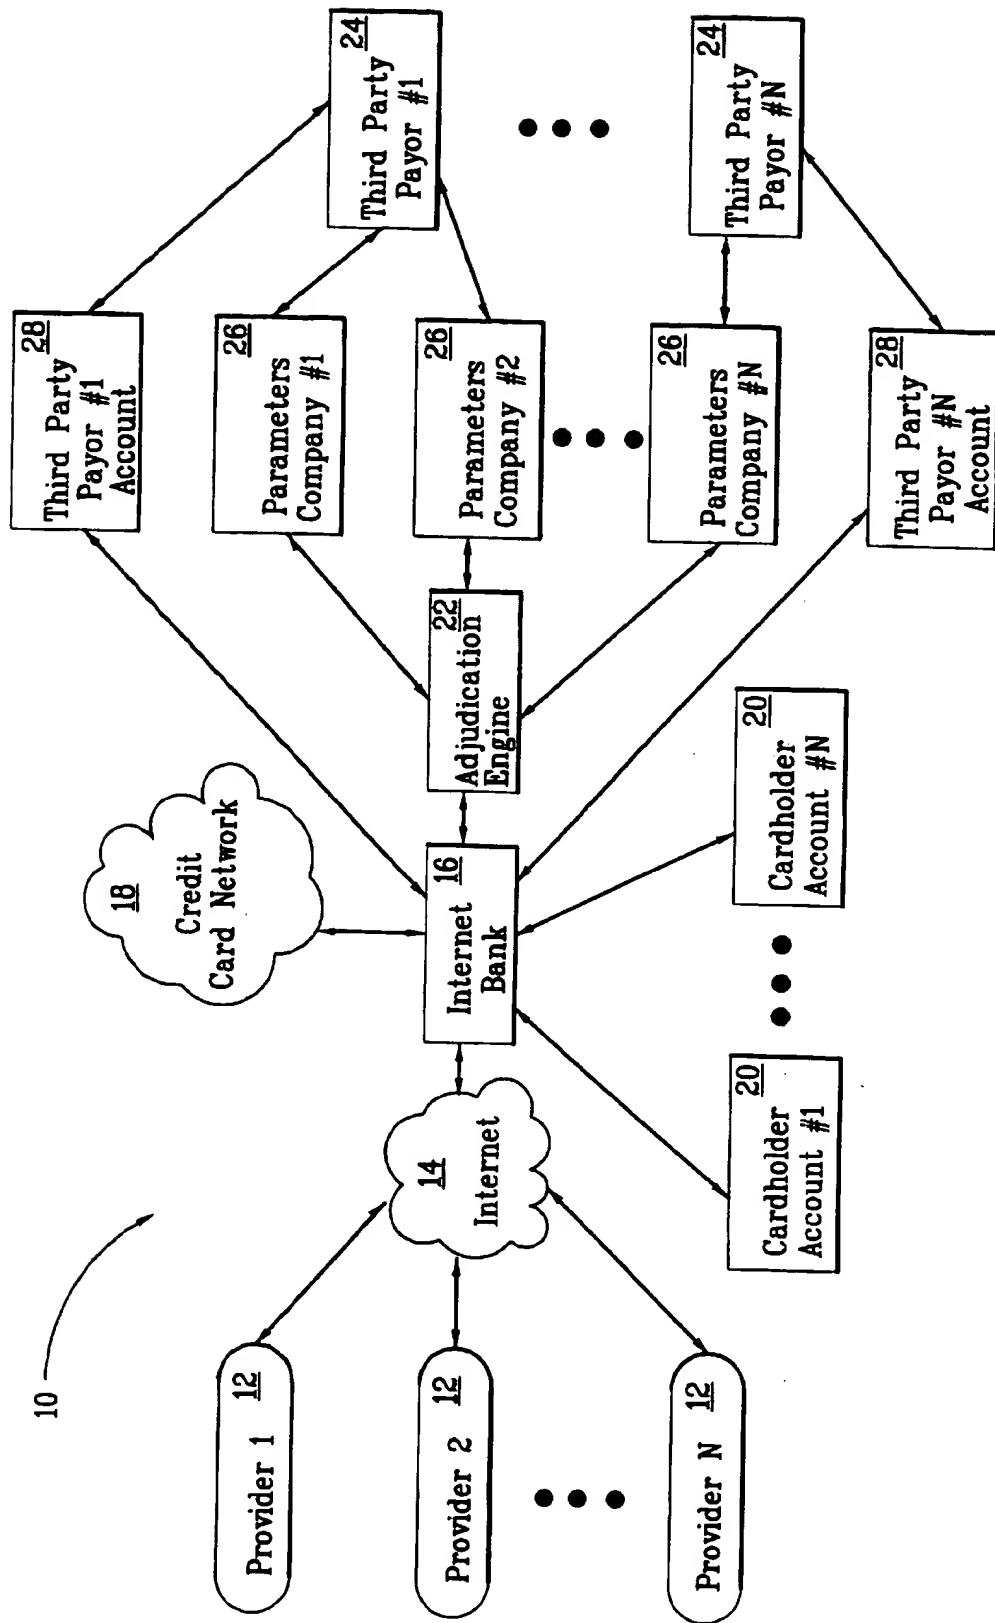 10
Provider 1
12
Provider 2
12
Provider N
12
14
Internet
18
Credit
Card Network
16
Internet
Bank
20
Cardholder
Account #1
20
Cardholder
Account #N
22
Adjudication
Engine
28
Third Party
Payor #1
Account
26
Parameters
Company #1
26
Parameters
Company #2
26
Parameters
Company #N
28
Third Party
Payor #N
Account
24
Third Party
Payor #1
24
Third Party
Payor #N